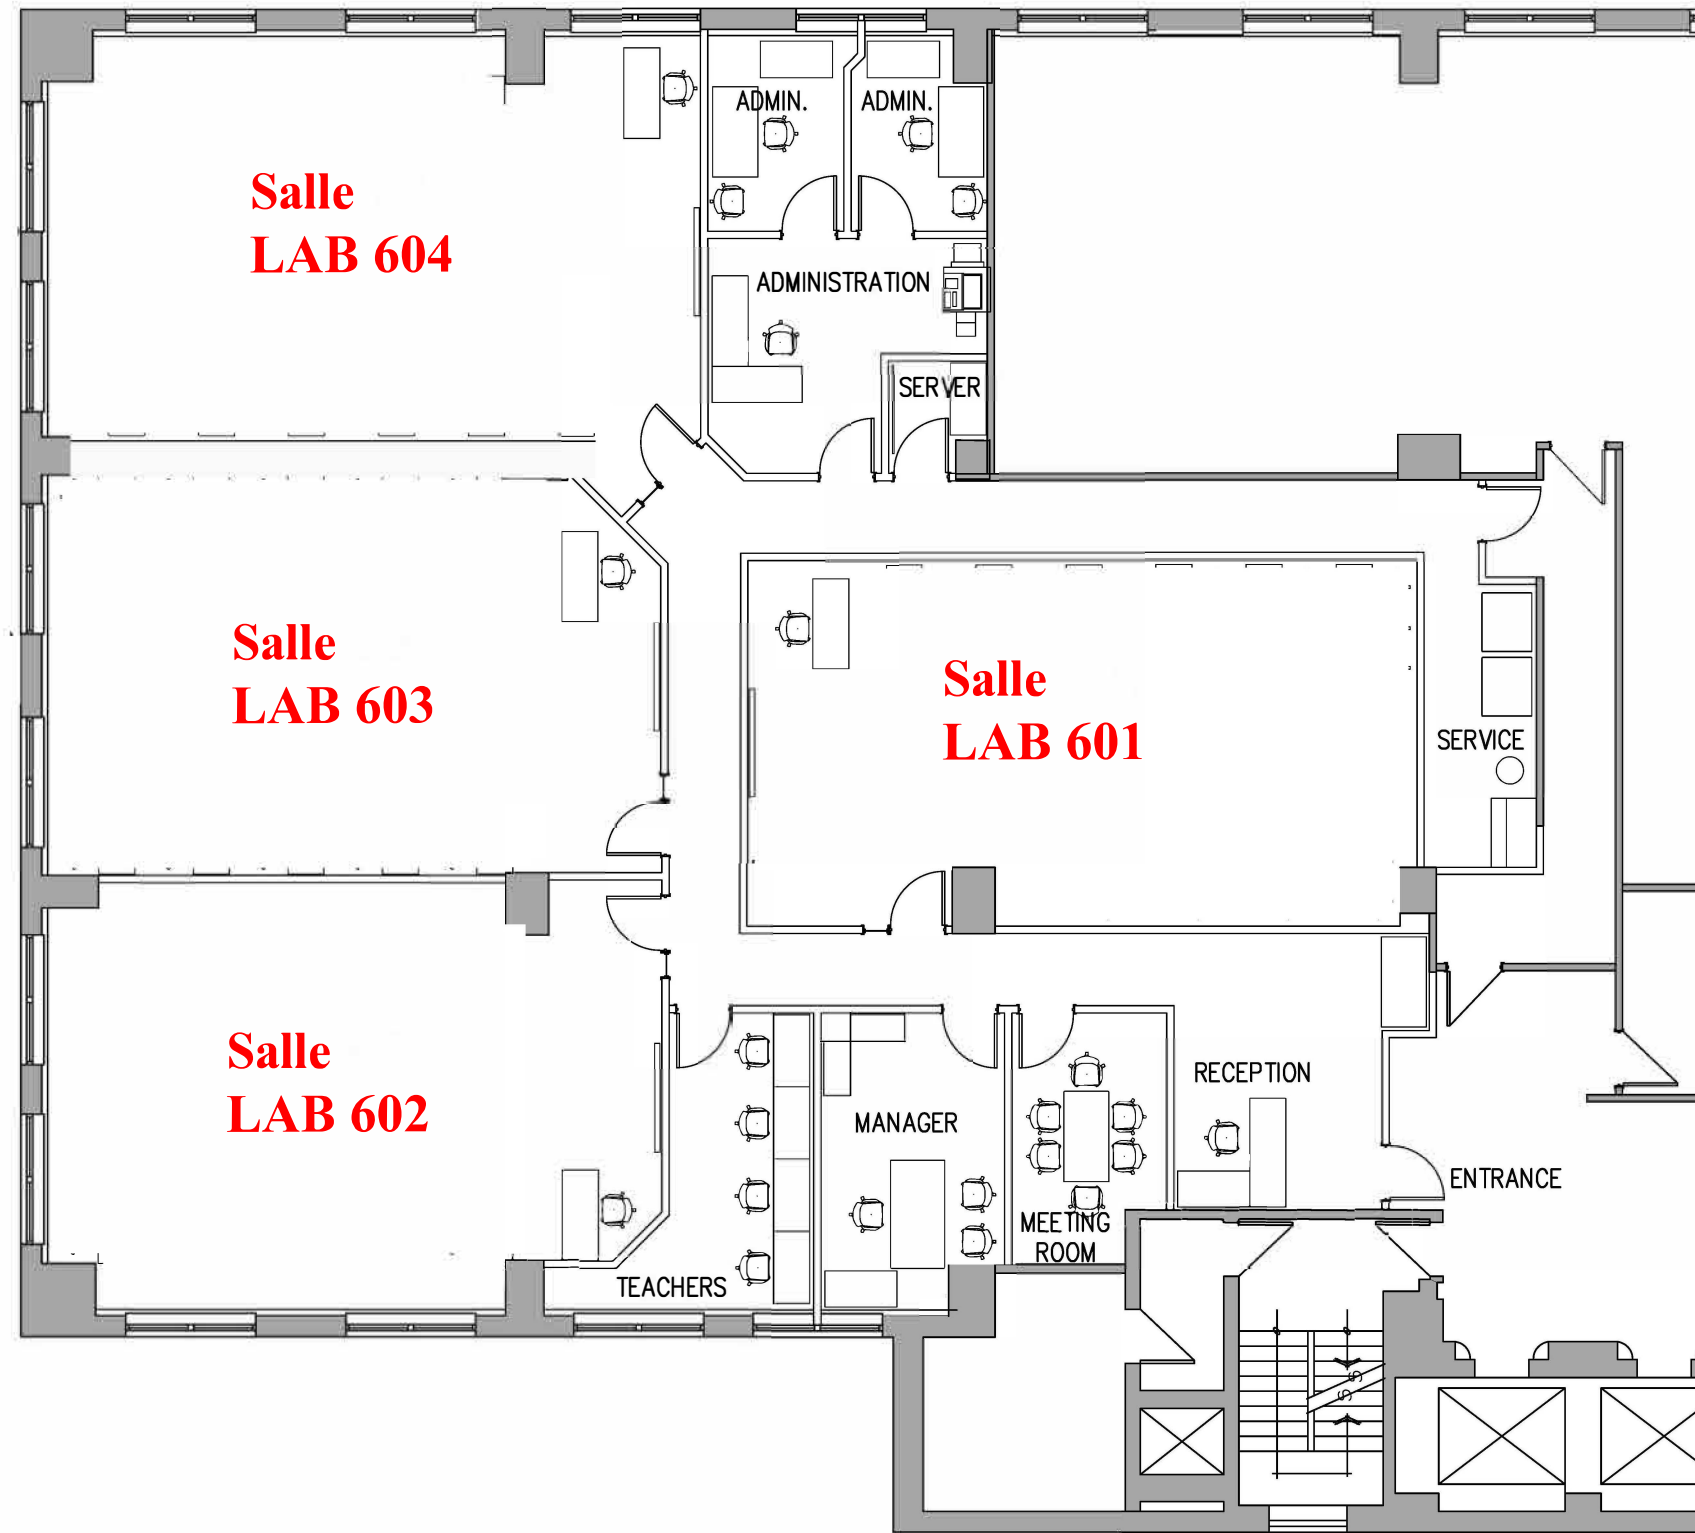 ADMIN.
ADMIN.
Salle
LAB 604
ADMINISTRATION
SERVER
Salle
LAB 603
Salle
LAB 601
SERVICE
Salle
LAB 602
RECEPTION
MANAGER
ENTRANCE
MEETING
ROOM
TEACHERS
S
S